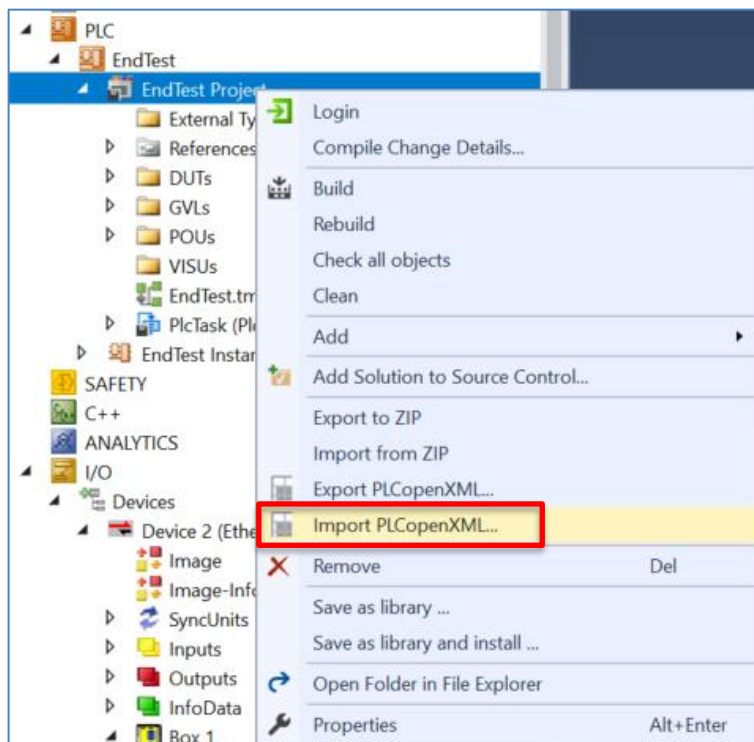 PLC
EndTest
EndTest Project
External Ty
References
DUTs
GVLs
POUs
VISUs
EndTest.tm
PlcTask (Plc
EndTest Instan
SAFETY
C++
ANALYTICS
I/O
Devices
Device 2 (Ethe
Image
Image-Info
SyncUnits
Inputs
Outputs
InfoData
Box 1
Login
Compile Change Details...
Build
Rebuild
Check all objects
Clean
Add
Add Solution to Source Control...
Export to ZIP
Import from ZIP
Export PLCopenXML...
Import PLCopenXML...
Remove Del
Save as library ...
Save as library and install ...
Open Folder in File Explorer
Properties Alt+Enter